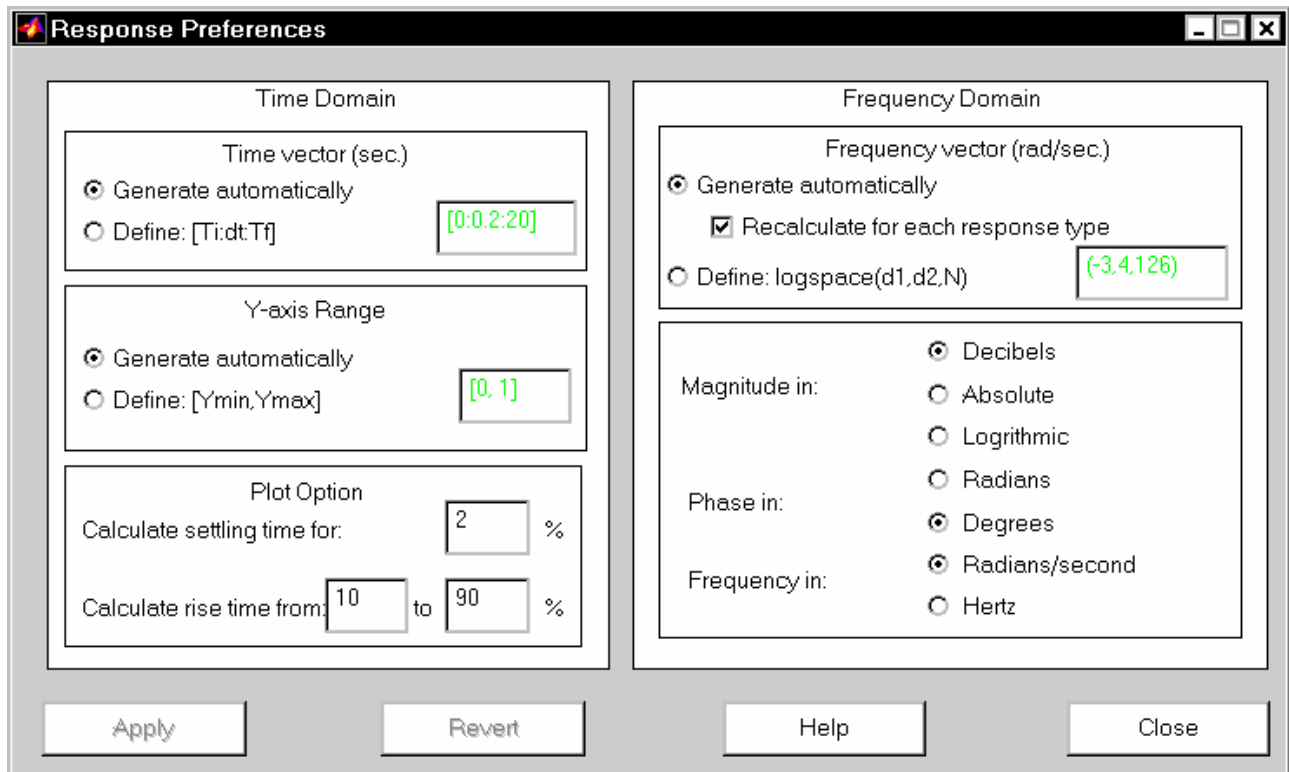 Response Preferences
Time Domain
Time vector (sec.)
Generate automatically
Define: [Ti:dt:Tf]
[0:0.2:20]
Y-axis Range
Generate automatically
Define: [Ymin,Ymax]
[0, 1]
Plot Option
Calculate settling time for:
2
%
Calculate rise time from:
10
to
90
%
Frequency Domain
Frequency vector (rad/sec.)
Generate automatically
Recalculate for each response type
Define: logspace(d1,d2,N)
(-3,4,126)
Magnitude in:
Decibels
Absolute
Logrithmic
Phase in:
Radians
Degrees
Frequency in:
Radians/second
Hertz
Apply
Revert
Help
Close